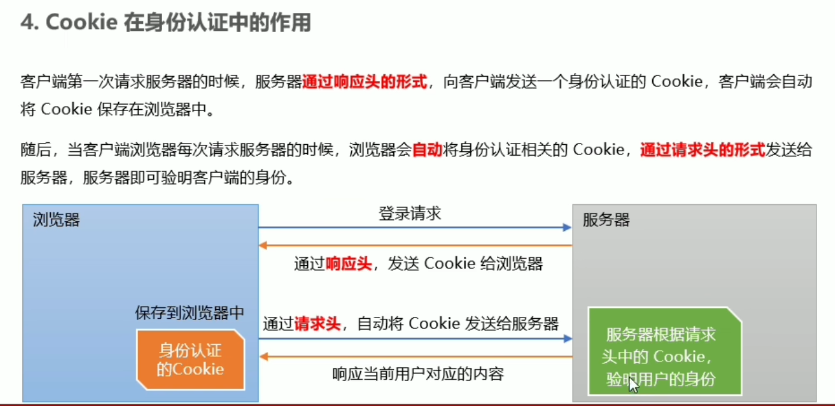 4. Cookie 在身份认证中的作用
客户端第一次请求服务器的时候，服务器通过响应头的形式，向客户端发送一个身份认证的 Cookie，客户端会自动
将 Cookie 保存在浏览器中。
随后，当客户端浏览器每次请求服务器的时候，浏览器会自动将身份认证相关的 Cookie，通过请求头的形式发送给
服务器，服务器即可验明客户端的身份。
浏览器
登录请求
服务器
通过响应头，发送 Cookie 给浏览器
保存到浏览器中
通过请求头，自动将 Cookie 发送给服务器
身份认证
的Cookie
服务器根据请求
头中的 Cookie，
验明用户的身份
响应当前用户对应的内容